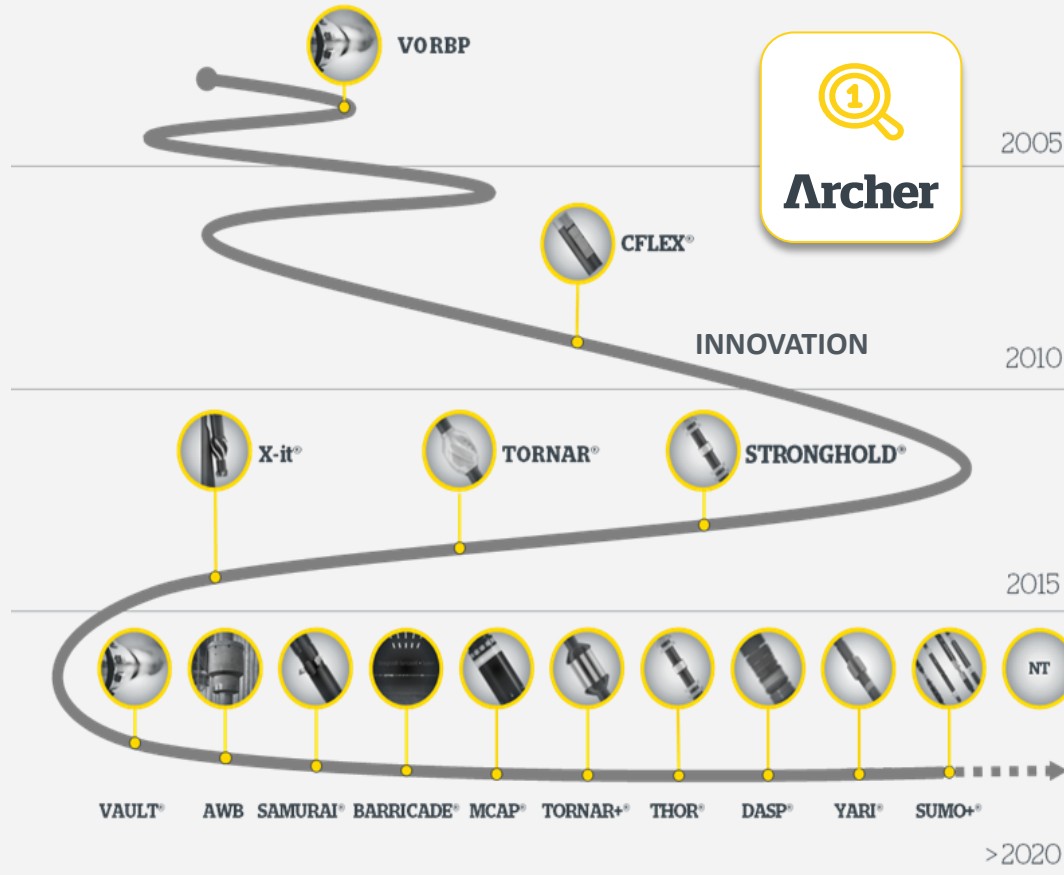 VORBP
1
Archer
2005
CFLEX®
INNOVATION
2010
X-it®
TORNAR®
STRONGHOLD®
2015
NT
VAULT®
AWB
SAMURAI®
BARRICADE®
MCAP®
TORNAR+®
THOR®
DASP®
YARI®
SUMO+®
>2020